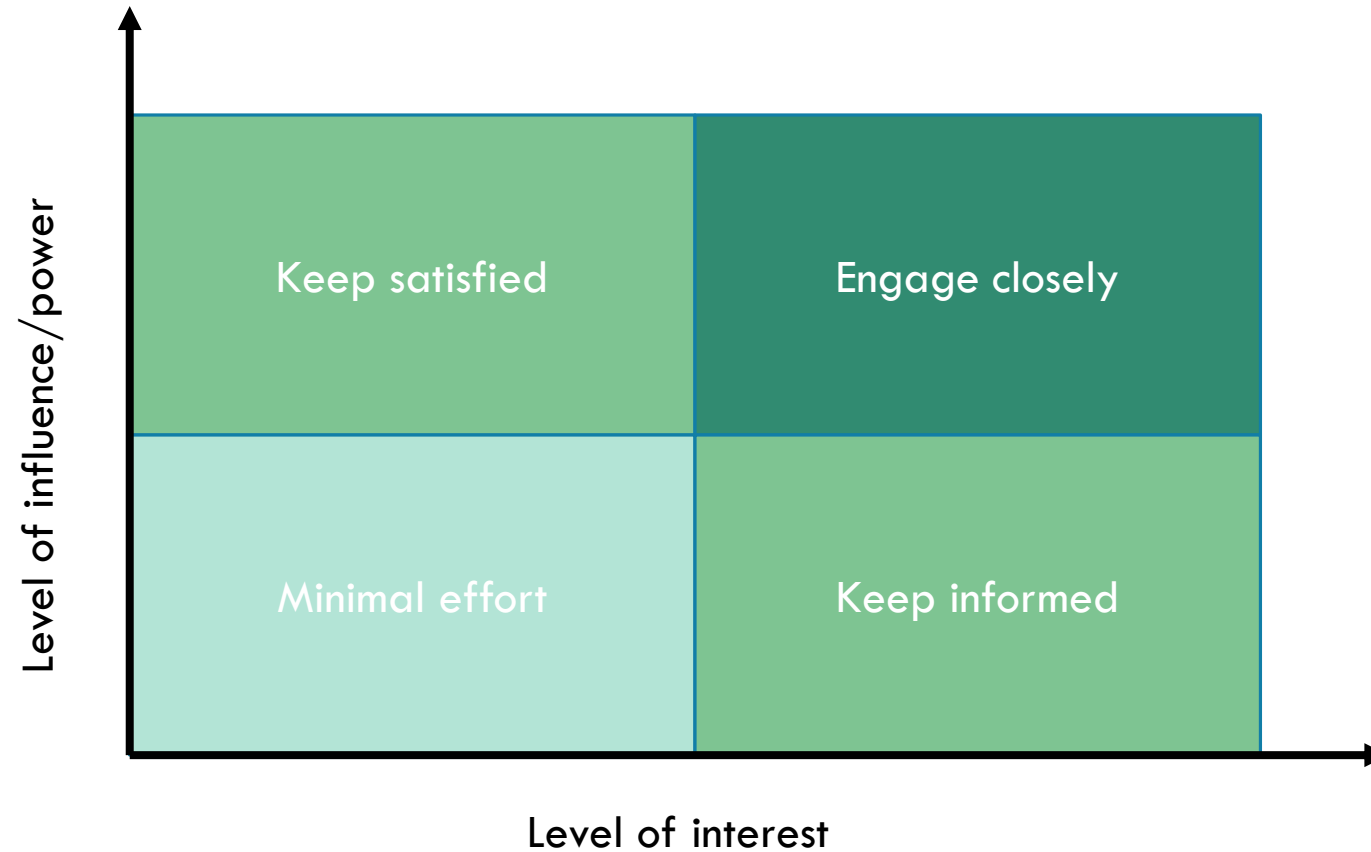 Level of influence/power
Keep satisfied
Engage closely
Minimal effort
Keep informed
Level of interest